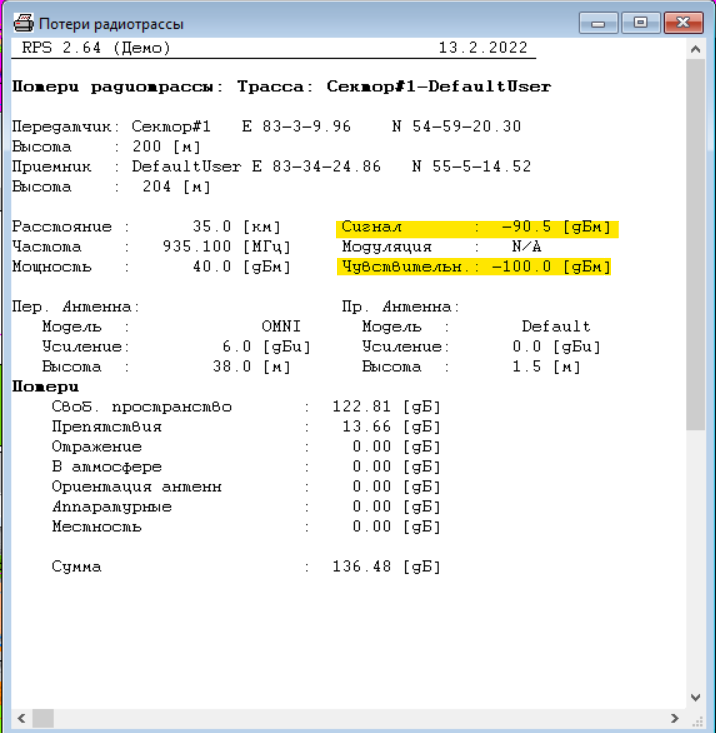 Потери радиотрассы
RPS 2.64 (Демо) 13.2.2022
Потери радиотрассы: Трасса: Сектор#1-DefaultUser
Передатчик: Сектор#1 E 83-3-9.96 N 54-59-20.30
Высота : 200 [м]
Приемник : DefaultUser E 83-34-24.86 N 55-5-14.52
Высота : 204 [м]
Расстояние : 35.0 [км] Сигнал : -90.5 [дБм]
Частота : 935.100 [МГц] Модуляция : N/A
Мощность : 40.0 [дБм] Чувствительн.: -100.0 [дБм]
Пер. Антенна: Пр. Антенна:
Модель : OMNI Модель : Default
Усиление: 6.0 [дБи] Усиление: 0.0 [дБи]
Высота : 38.0 [м] Высота : 1.5 [м]
Потери
Своб. пространство : 122.81 [дБ]
Препятствия : 13.66 [дБ]
Отражение : 0.00 [дБ]
В атмосфере : 0.00 [дБ]
Ориентация антенн : 0.00 [дБ]
Аппаратурные : 0.00 [дБ]
Местность : 0.00 [дБ]
Сумма : 136.48 [дБ]